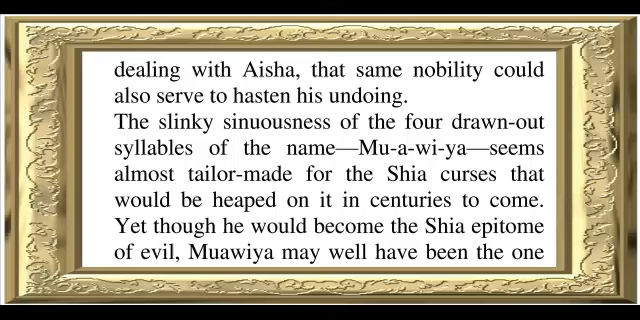 dealing with Aisha, that same nobility could
also serve to hasten his undoing.
The slinky sinuousness of the four drawn-out
syllables of the name—Mu-a-wi-ya—seems
almost tailor-made for the Shia curses that
would be heaped on it in centuries to come.
Yet though he would become the Shia epitome
of evil, Muawiya may well have been the one